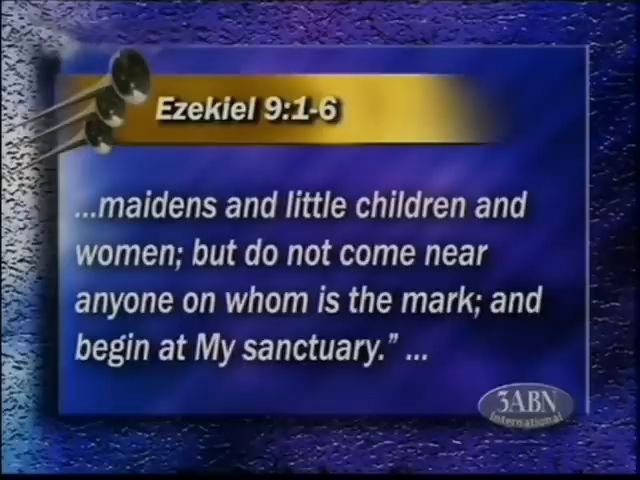 Ezekiel 9:1-6
...maidens and little children and
women; but do not come near
anyone on whom is the mark; and
begin at My sanctuary.” ...
3ABN
International